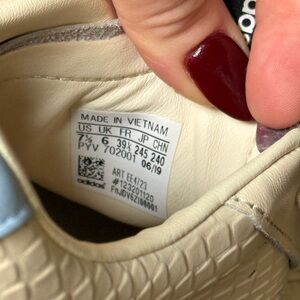 MADE IN VIETNAM
US UK FR JP CHN
7½ 6 39⅓ 245 240
PYV 702001 06/19
ART EE4723
#123201120
adidas